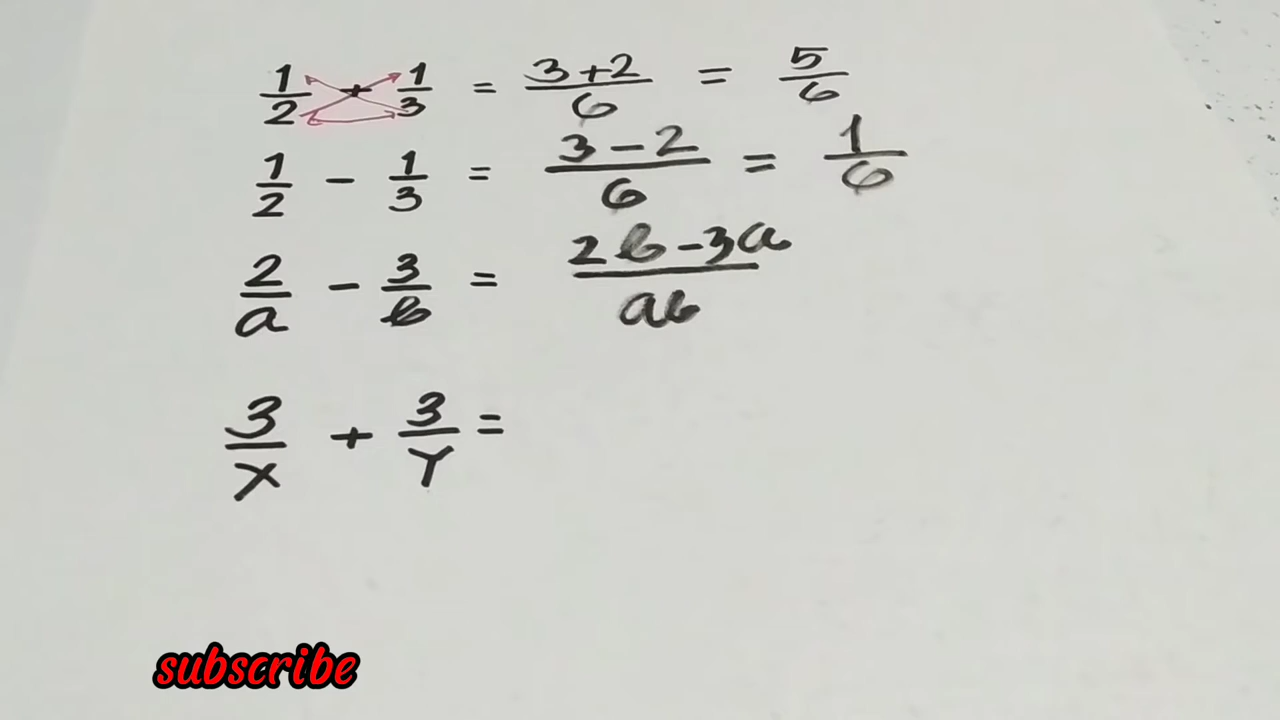 1/2 + 1/3 = 3+2/6 = 5/6
1/2 - 1/3 = 3-2/6 = 1/6
2/a - 3/b = 2b-3a/ab
3/x + 3/Y =
subscribe